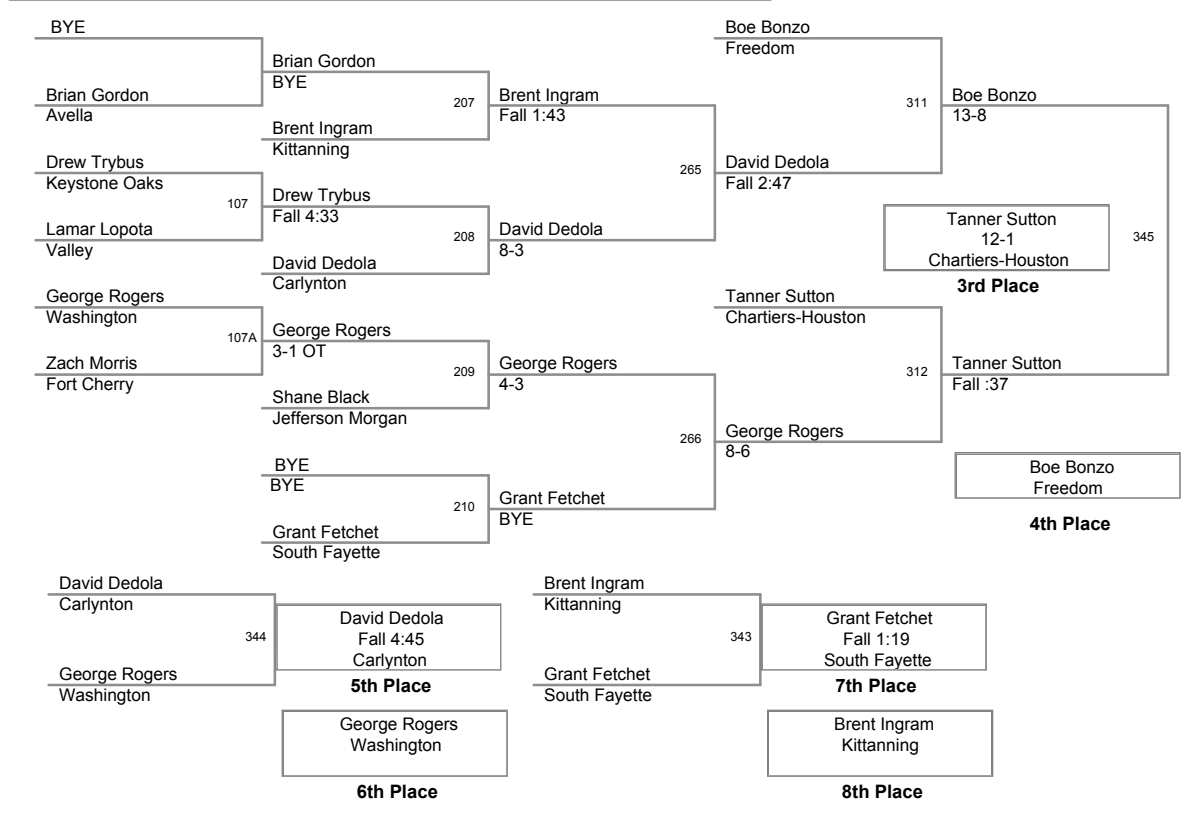 BYE
Brian Gordon
BYE
Brian Gordon
Avella
207
Brent Ingram
Kittanning
Brent Ingram
Fall 1:43
Drew Trybus
Keystone Oaks
107
Lamar Lopota
Valley
Drew Trybus
Fall 4:33
208
David Dedola
Carlynton
David Dedola
8-3
265
David Dedola
Fall 2:47
Boe Bonzo
Freedom
311
Boe Bonzo
13-8
George Rogers
Washington
107A
Zach Morris
Fort Cherry
George Rogers
3-1 OT
209
Shane Black
Jefferson Morgan
George Rogers
4-3
266
BYE
BYE
210
Grant Fetchet
South Fayette
Grant Fetchet
BYE
George Rogers
8-6
Tanner Sutton
Chartiers-Houston
312
Tanner Sutton
Fall :37
345
Tanner Sutton
12-1
Chartiers-Houston
3rd Place
Boe Bonzo
Freedom
4th Place
David Dedola
Carlynton
344
George Rogers
Washington
David Dedola
Fall 4:45
Carlynton
5th Place
George Rogers
Washington
6th Place
Brent Ingram
Kittanning
343
Grant Fetchet
South Fayette
Grant Fetchet
Fall 1:19
South Fayette
7th Place
Brent Ingram
Kittanning
8th Place